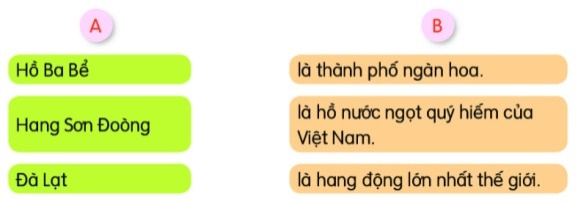 A
B
Hồ Ba Bể
là thành phố ngàn hoa.
Hang Sơn Đoòng
là hồ nước ngọt quý hiếm của
Việt Nam.
Đà Lạt
là hang động lớn nhất thế giới.